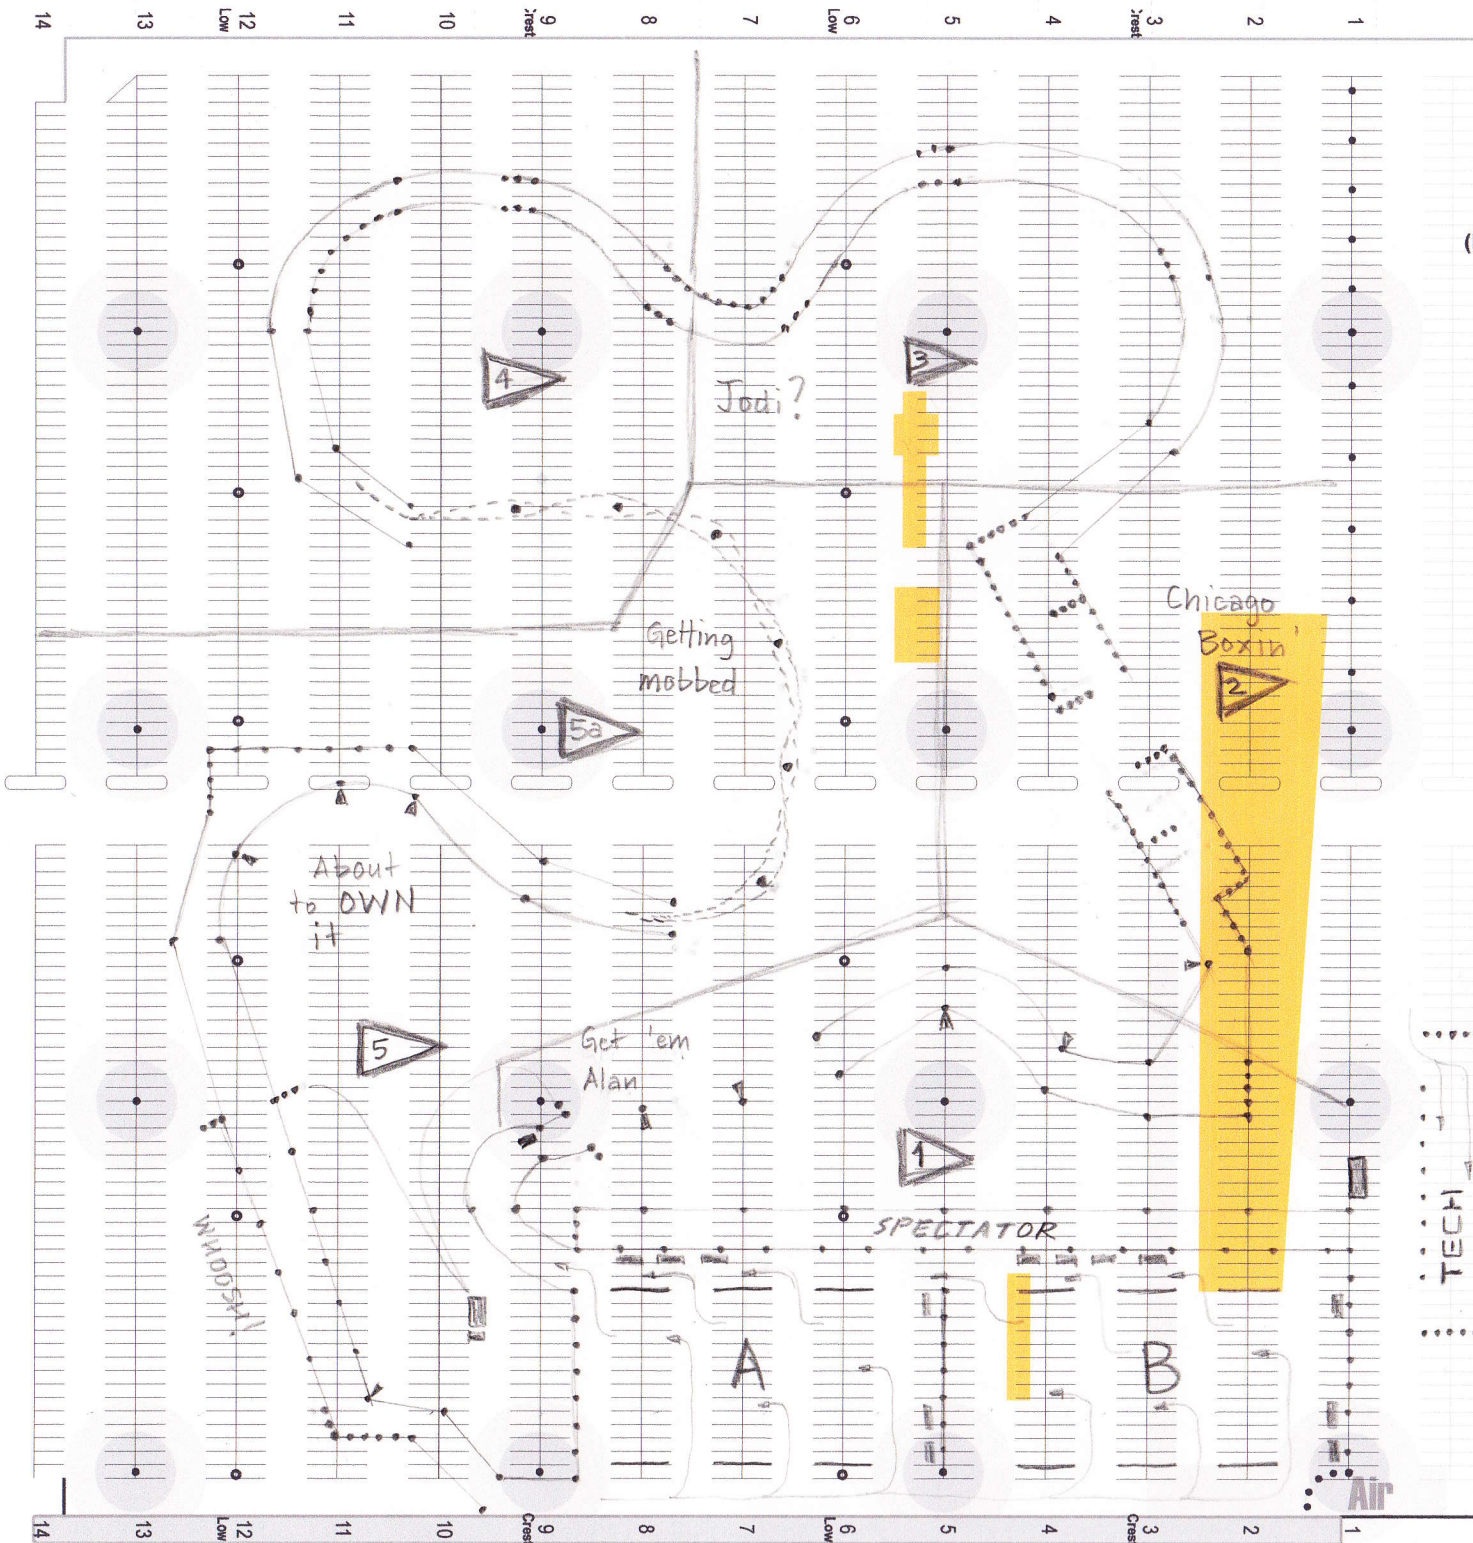 14 13 12 11 10 9 8 7 6 5 4 3 2 1
Low Crest Low Crest
4
3
Jodi?
Chicago
Boxin'
2
Getting
mobbed
5a
About
to OWN
it
5
Get 'em
Alan
1
WHOOSH!
SPECTATOR
TECH
A
B
Air
14 13 12 11 10 9 8 7 6 5 4 3 2 1
Low Crest Low Crest